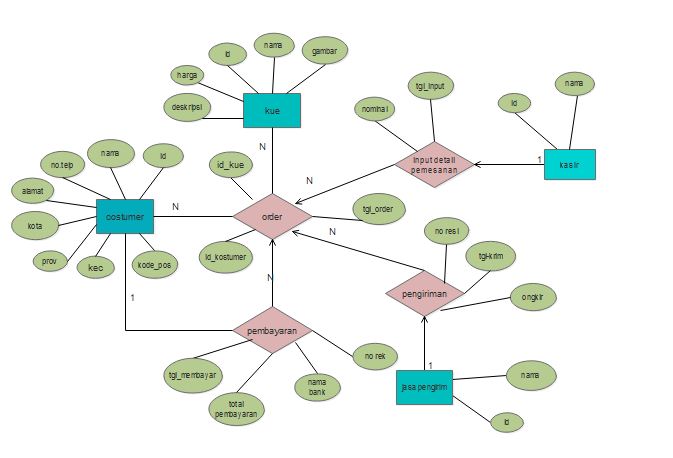 nama
id
gambar
harga
deskripsi
kue
tgl_input
nominal
nama
id
N
id_kue
input detail
pemesanan
1
kasir
nama
id
no.telp
alamat
kota
costumer
N
N
order
tgl_order
N
no resi
prov
kec
kode_pos
id_kostumer
tgl-kirim
N
pengiriman
ongkir
1
pembayaran
tgl_membayar
no rek
nama
bank
total
pembayaran
1
jasa pengirim
nama
id